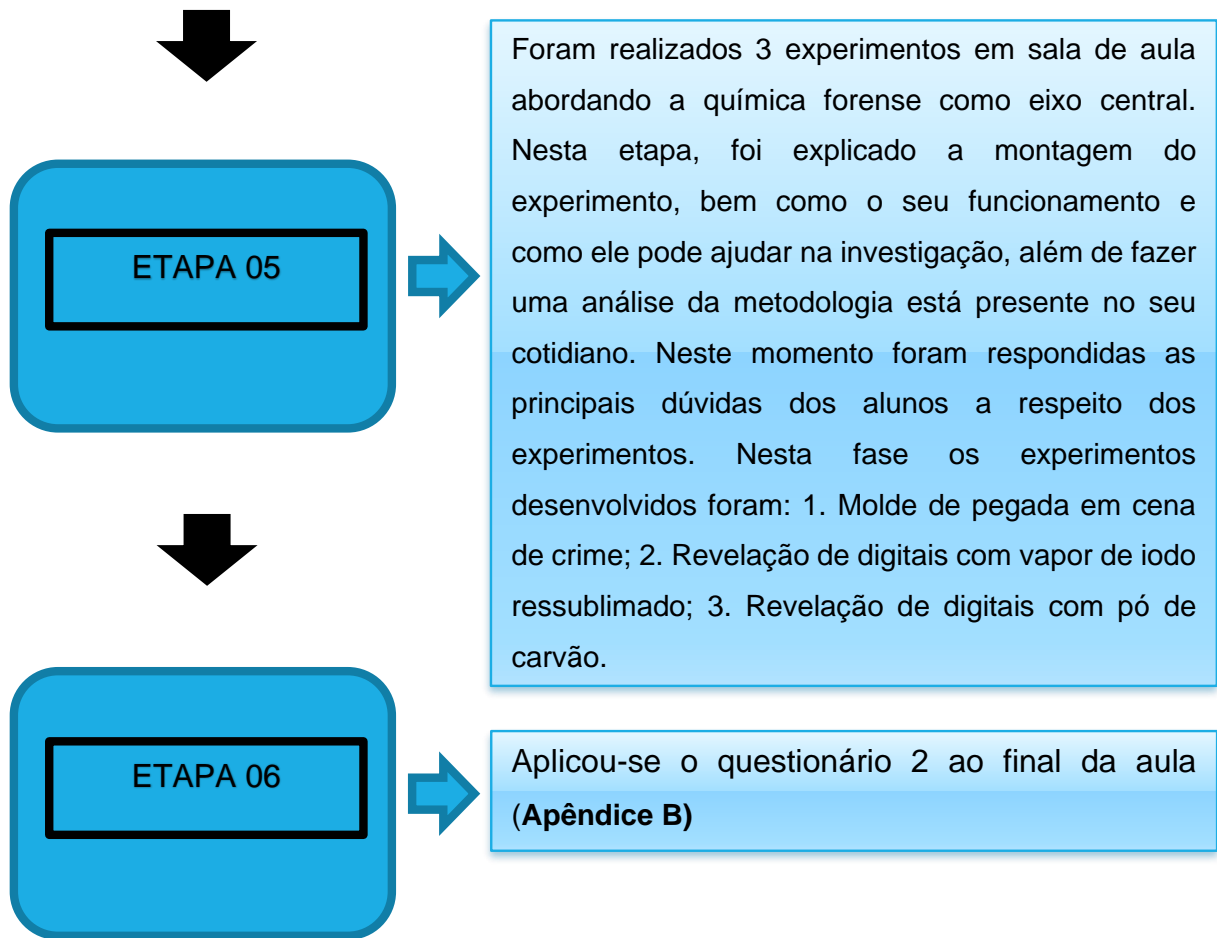 Foram realizados 3 experimentos em sala de aula
abordando a química forense como eixo central.
Nesta etapa, foi explicado a montagem do
experimento, bem como o seu funcionamento e
como ele pode ajudar na investigação, além de fazer
uma análise da metodologia está presente no seu
cotidiano. Neste momento foram respondidas as
principais dúvidas dos alunos a respeito dos
experimentos. Nesta fase os experimentos
desenvolvidos foram: 1. Molde de pegada em cena
de crime; 2. Revelação de digitais com vapor de iodo
ressublimado; 3. Revelação de digitais com pó de
carvão.
ETAPA 05
ETAPA 06
Aplicou-se o questionário 2 ao final da aula
(Apêndice B)